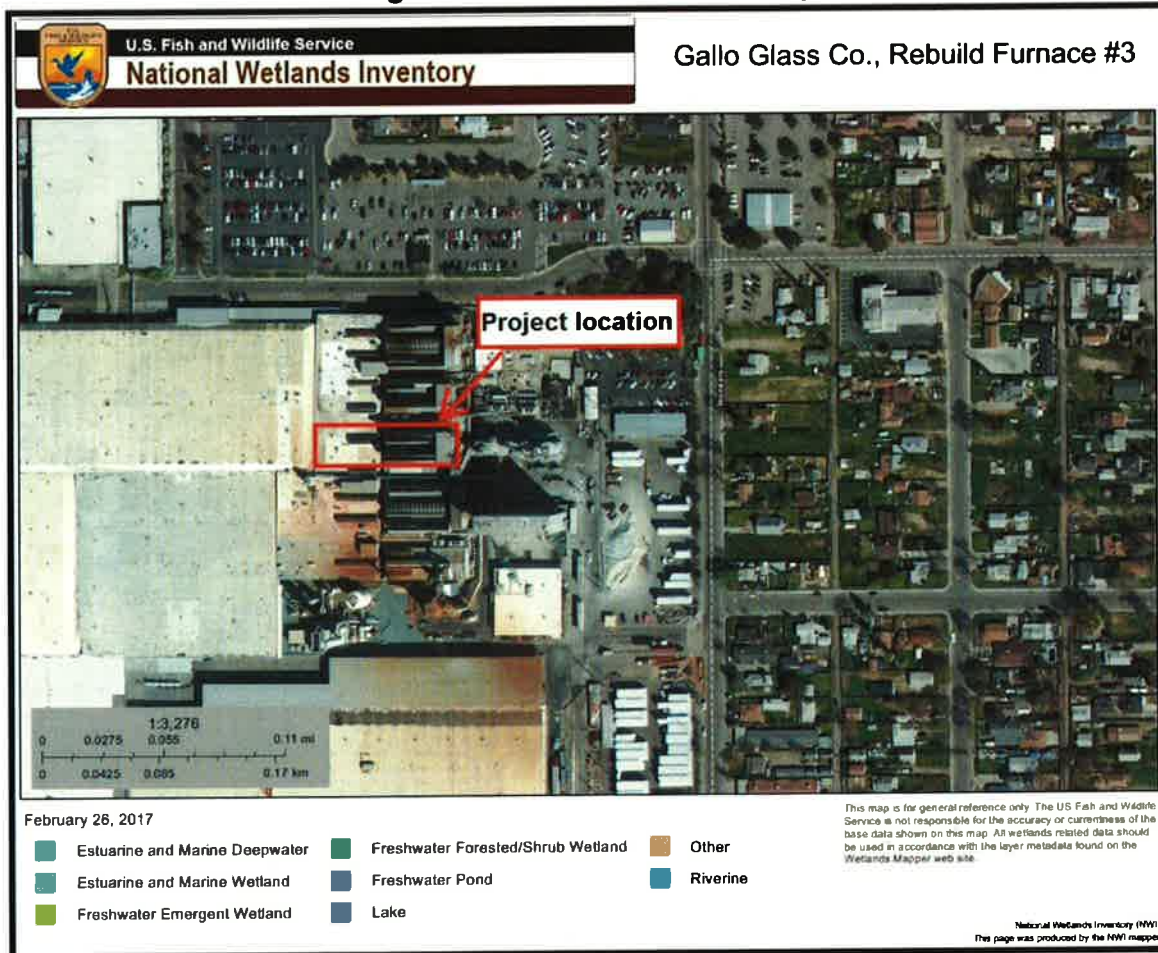 U.S. Fish and Wildlife Service
National Wetlands Inventory
Gallo Glass Co., Rebuild Furnace #3
Project location
1:3,276
0 0.0275 0.055 0.11 mi
0 0.0425 0.085 0.17 km
February 26, 2017
Estuarine and Marine Deepwater
Estuarine and Marine Wetland
Freshwater Emergent Wetland
Freshwater Forested/Shrub Wetland
Freshwater Pond
Lake
Other
Riverine
This map is for general reference only. The US Fish and Wildlife
Service is not responsible for the accuracy or currentness of the
base data shown on this map. All wetlands related data should
be used in accordance with the layer metadata found on the
Wetlands Mapper web site.
National Wetlands Inventory (NWI
This page was produced by the NWI mapper